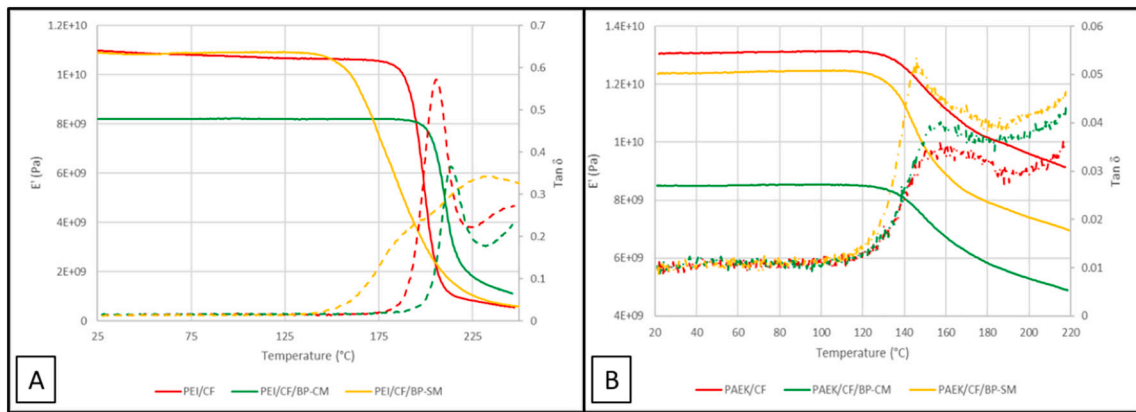 1.2E+10
1E+10
8E+09
6E+09
4E+09
2E+09
0
E' (Pa)
0.7
0.6
0.5
0.4
0.3
0.2
0.1
0
Tan δ
25
75
125
175
225
Temperature (°C)
A
PEI/CF
PEI/CF/BP-CM
PEI/CF/BP-SM
1.4E+10
1.2E+10
1E+10
8E+09
6E+09
4E+09
E' (Pa)
0.06
0.05
0.04
0.03
0.02
0.01
0
Tan δ
20
40
60
80
100
120
140
160
180
200
220
Temperature (°C)
B
PAEK/CF
PAEK/CF/BP-CM
PAEK/CF/BP-SM